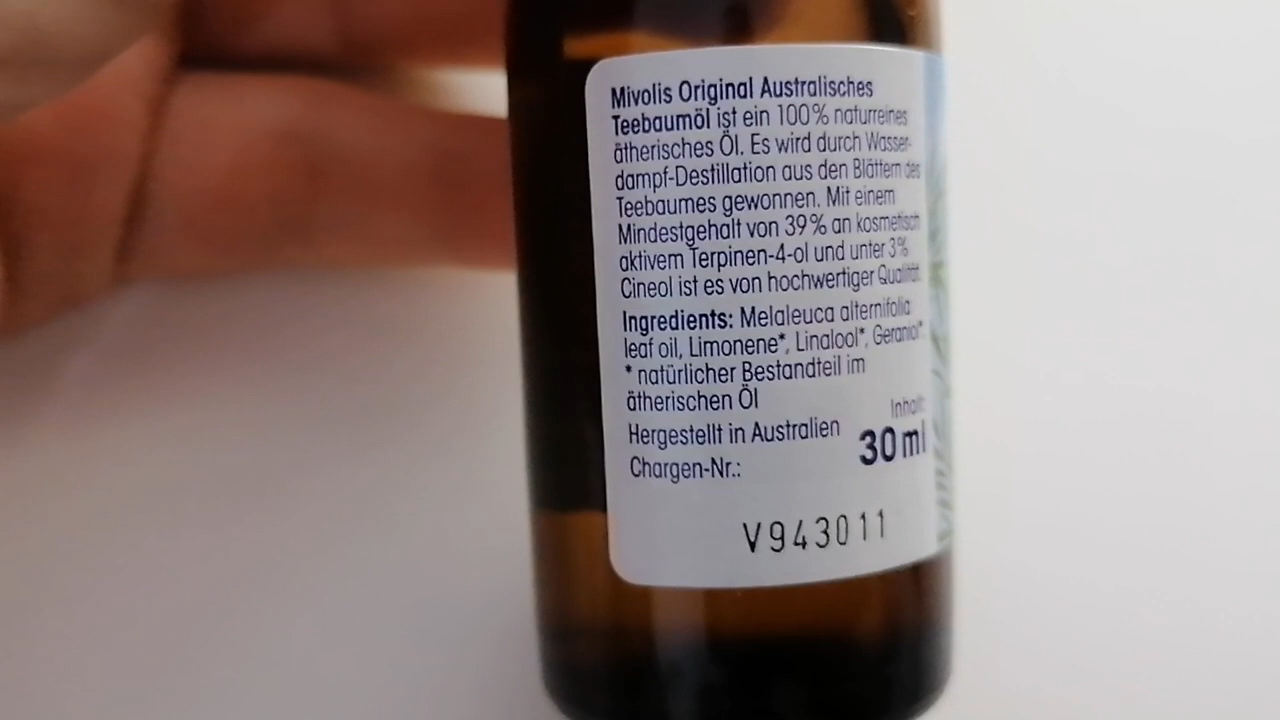 Mivolis Original Australisches
Teebaumöl ist ein 100% naturreines
ätherisches Öl. Es wird durch Wasser-
dampf-Destillation aus den Blättern des
Teebaumes gewonnen. Mit einem
Mindestgehalt von 39% an kosmetisch
aktivem Terpinen-4-ol und unter 3%
Cineol ist es von hochwertiger Qualität.
Ingredients: Melaleuca alternifolia
leaf oil, Limonene*, Linalool*, Geraniol*
* natürlicher Bestandteil im
ätherischen Öl
Hergestellt in Australien
Inhalt:
30 ml
Chargen-Nr.:
V943011